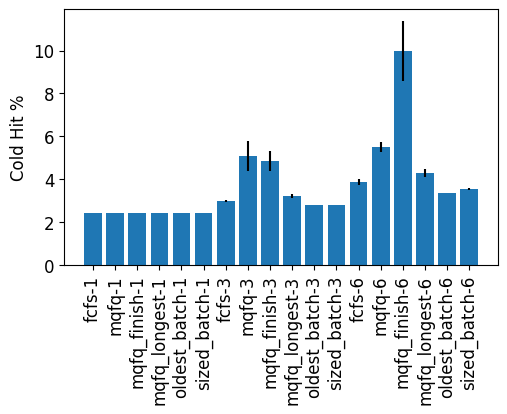 Cold Hit %
10
8
6
4
2
0
fcfs-1
mqfq-1
mqfq_finish-1
mqfq_longest-1
oldest_batch-1
sized_batch-1
fcfs-3
mqfq-3
mqfq_finish-3
mqfq_longest-3
oldest_batch-3
sized_batch-3
fcfs-6
mqfq-6
mqfq_finish-6
mqfq_longest-6
oldest_batch-6
sized_batch-6